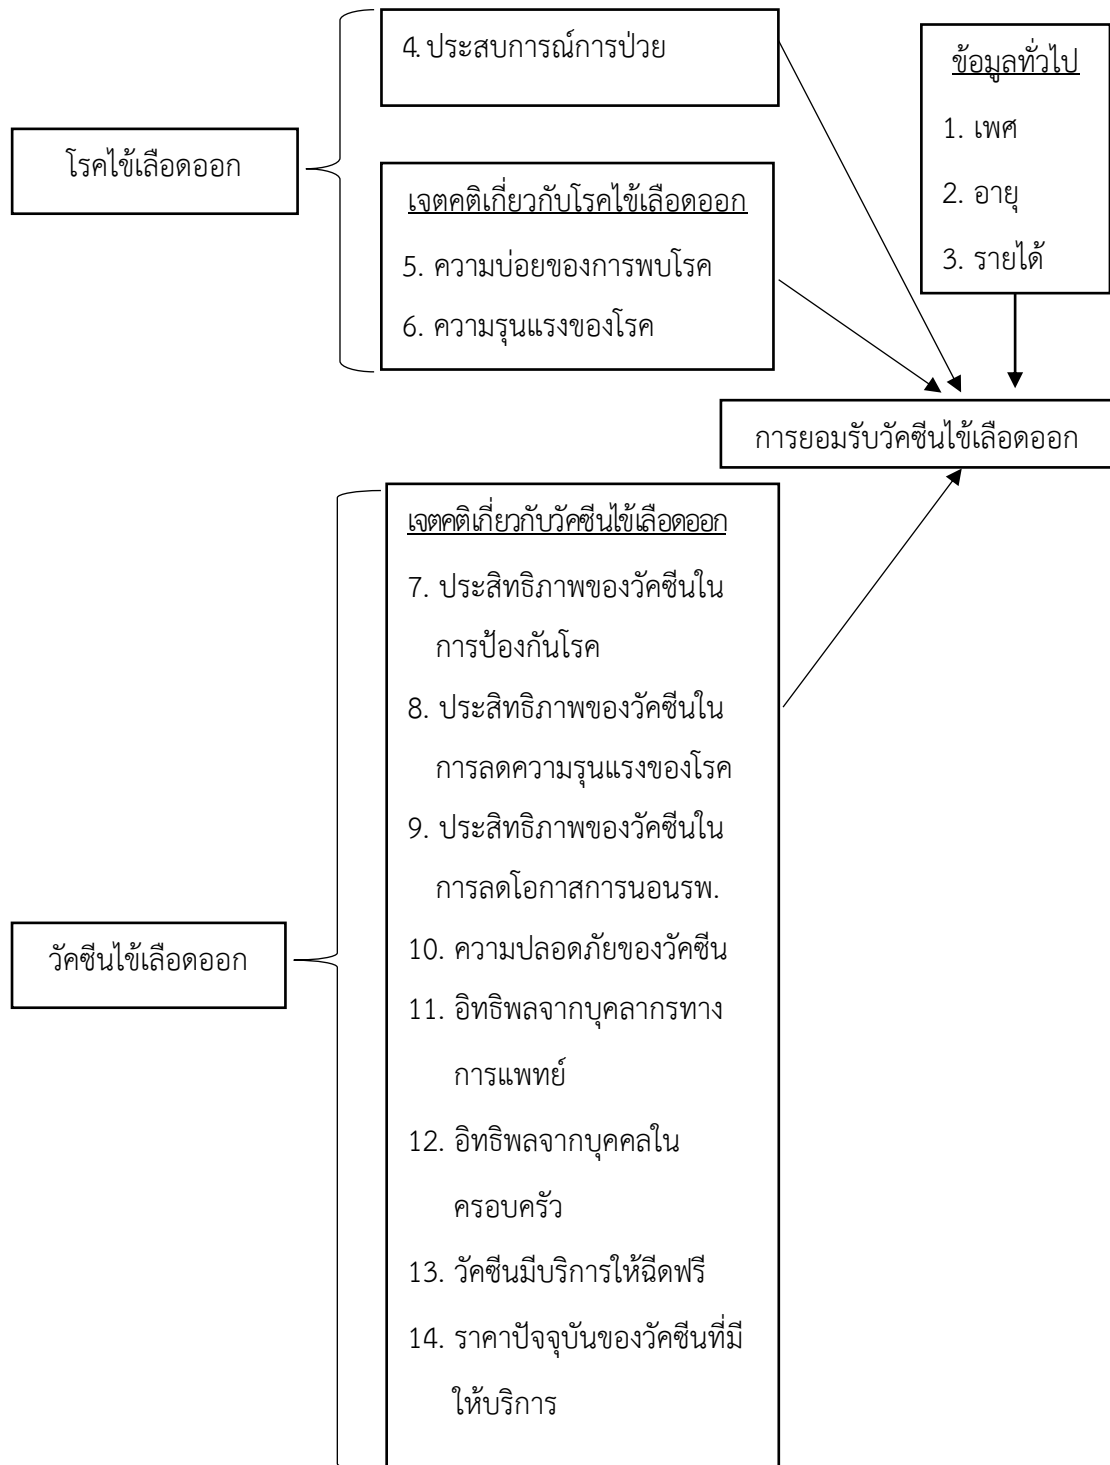 4. ประสบการณ์การป่วย
ข้อมูลทั่วไป
1. เพศ
2. อายุ
3. รายได้
โรคไข้เลือดออก
เจตคติเกี่ยวกับโรคไข้เลือดออก
5. ความบ่อยของการพบโรค
6. ความรุนแรงของโรค
การยอมรับวัคซีนไข้เลือดออก
เจตคติเกี่ยวกับวัคซีนไข้เลือดออก
7. ประสิทธิภาพของวัคซีนใน
การป้องกันโรค
8. ประสิทธิภาพของวัคซีนใน
การลดความรุนแรงของโรค
9. ประสิทธิภาพของวัคซีนใน
การลดโอกาสการนอนรพ.
วัคซีนไข้เลือดออก
10. ความปลอดภัยของวัคซีน
11. อิทธิพลจากบุคลากรทาง
การแพทย์
12. อิทธิพลจากบุคคลใน
ครอบครัว
13. วัคซีนมีบริการให้ฉีดฟรี
14. ราคาปัจจุบันของวัคซีนที่มี
ให้บริการ